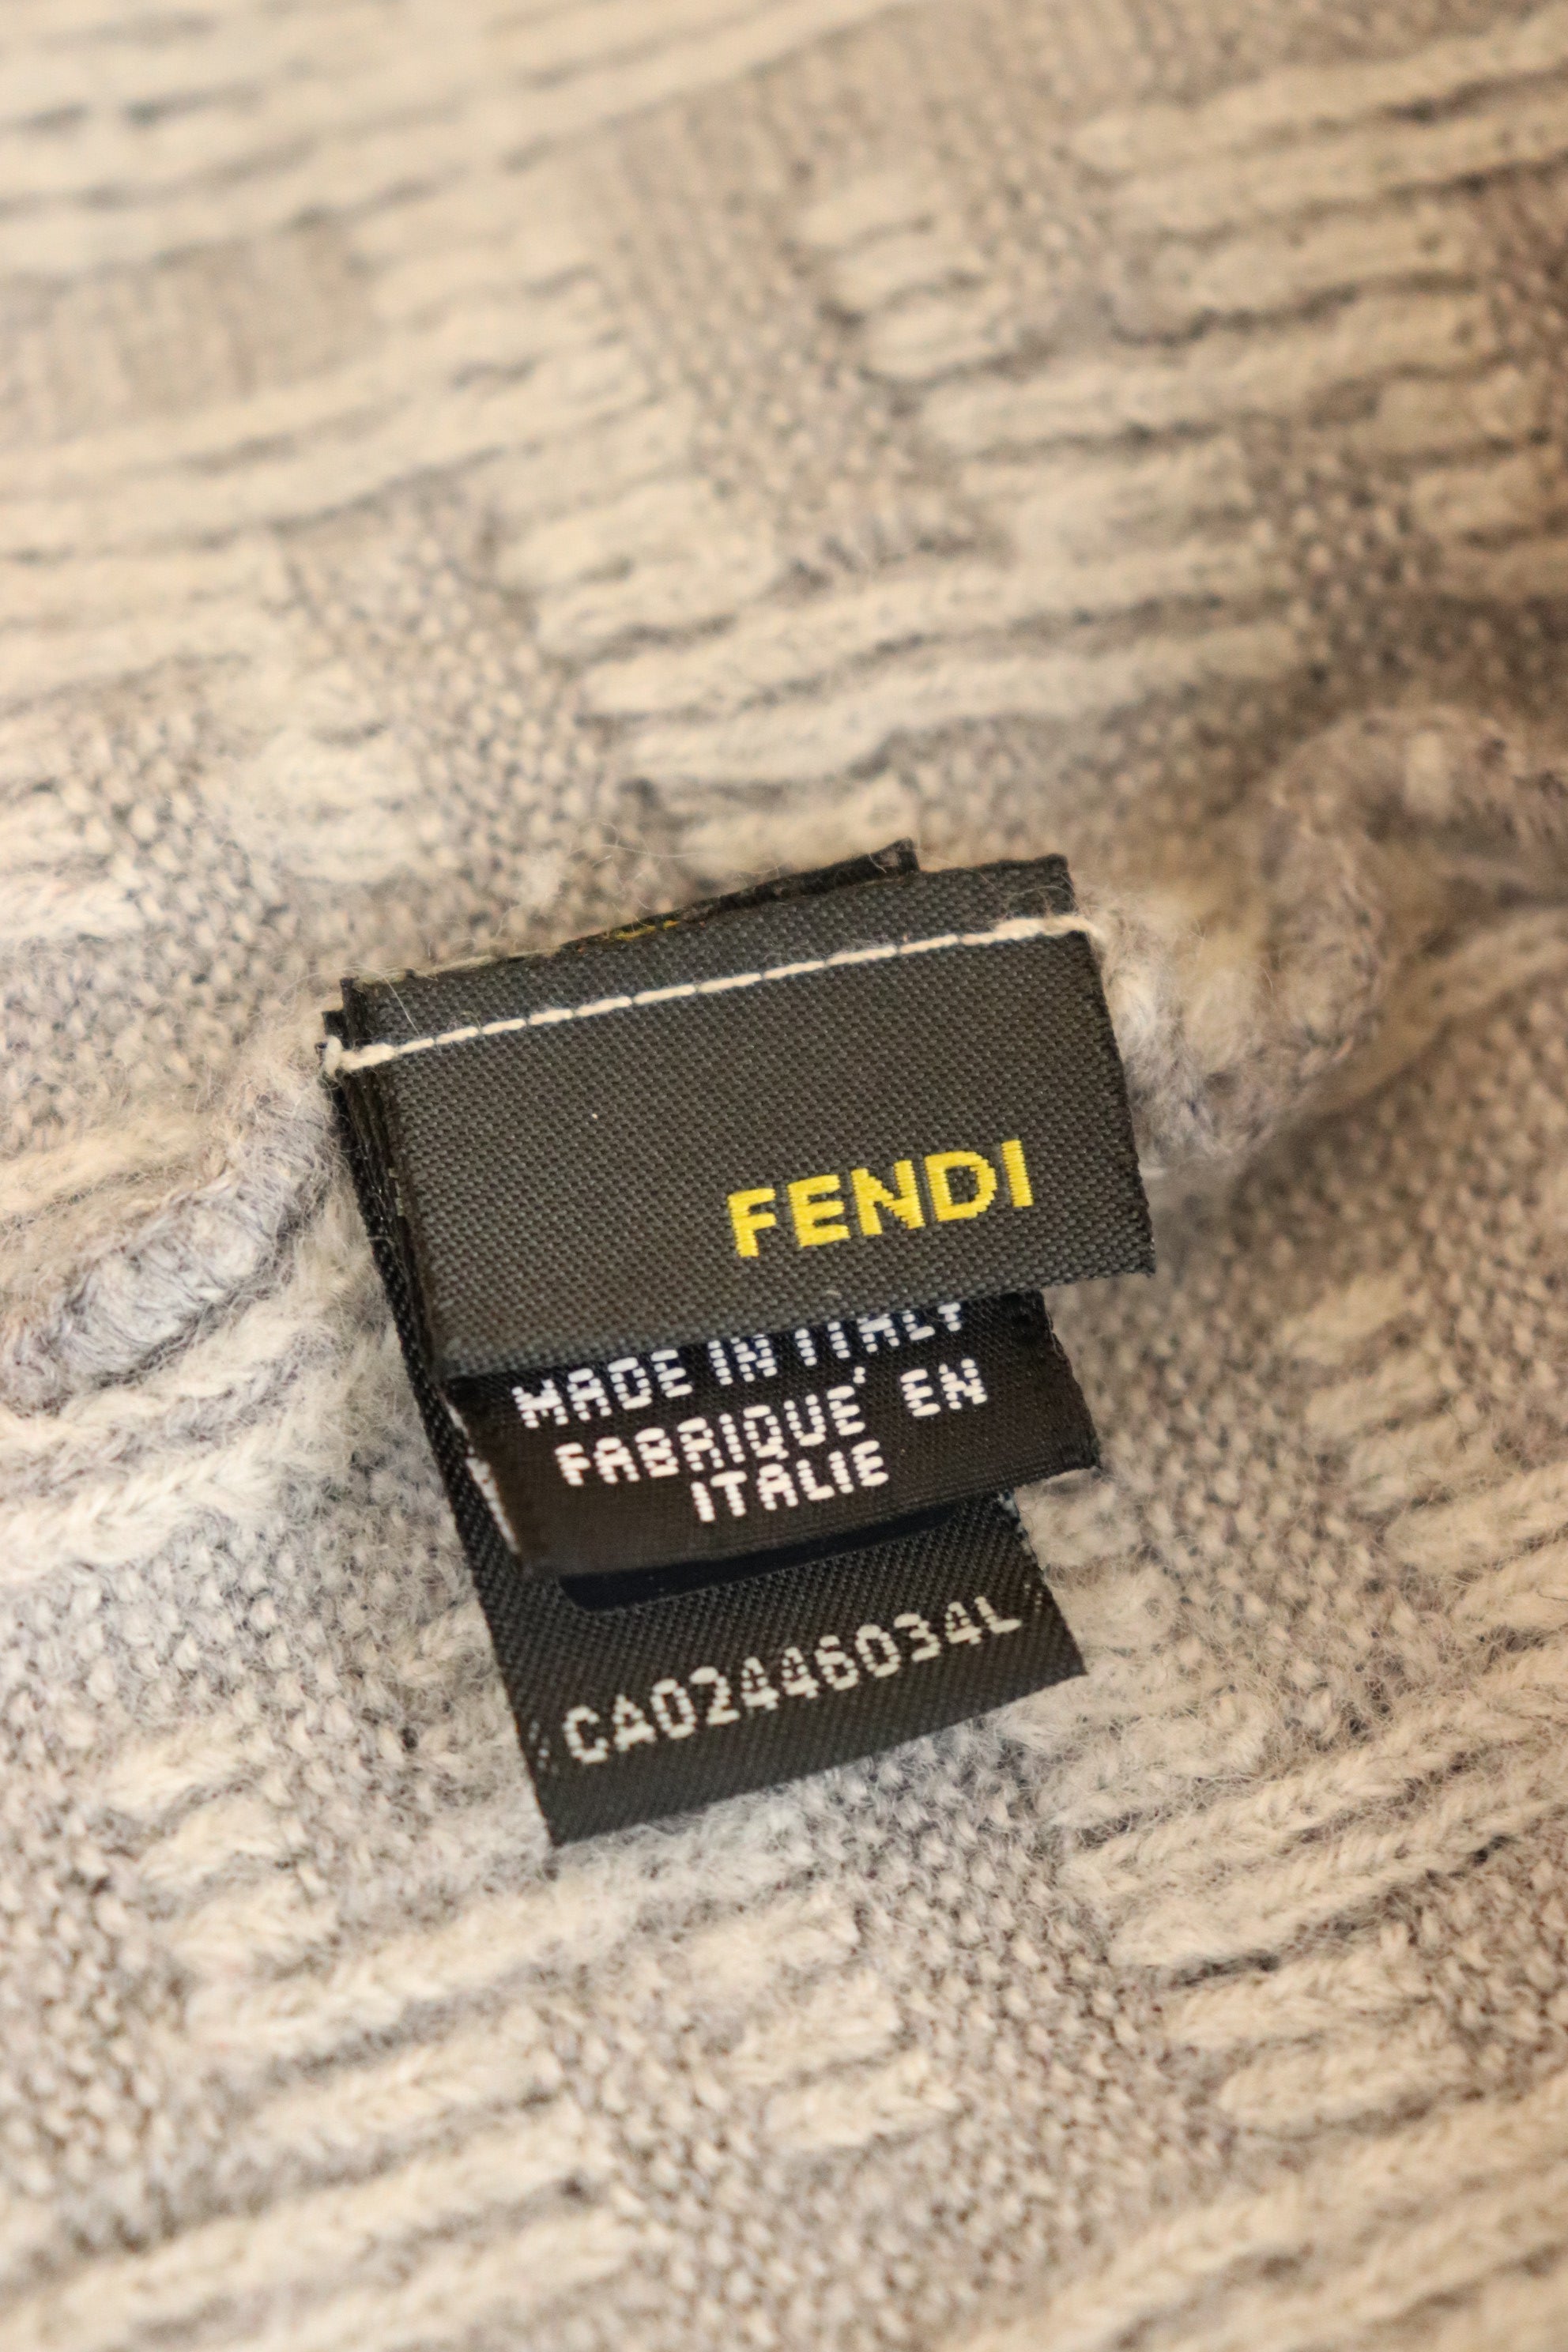 FENDI
MADE IN ITALY
FABRIQUE' EN
ITALIE
CA02446034L